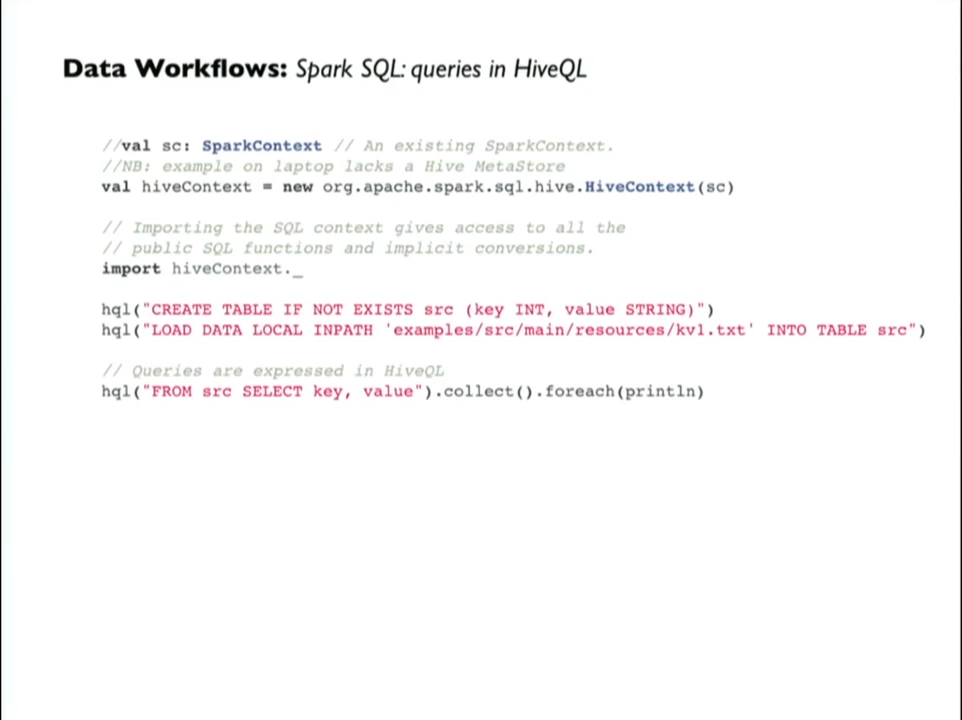 Data Workflows: Spark SQL: queries in HiveQL
//val sc: SparkContext // An existing SparkContext.
//NB: example on laptop lacks a Hive MetaStore
val hiveContext = new org.apache.spark.sql.hive.HiveContext(sc)
// Importing the SQL context gives access to all the
// public SQL functions and implicit conversions.
import hiveContext._
hql("CREATE TABLE IF NOT EXISTS src (key INT, value STRING)")
hql("LOAD DATA LOCAL INPATH 'examples/src/main/resources/kv1.txt' INTO TABLE src")
// Queries are expressed in HiveQL
hql("FROM src SELECT key, value").collect().foreach(println)